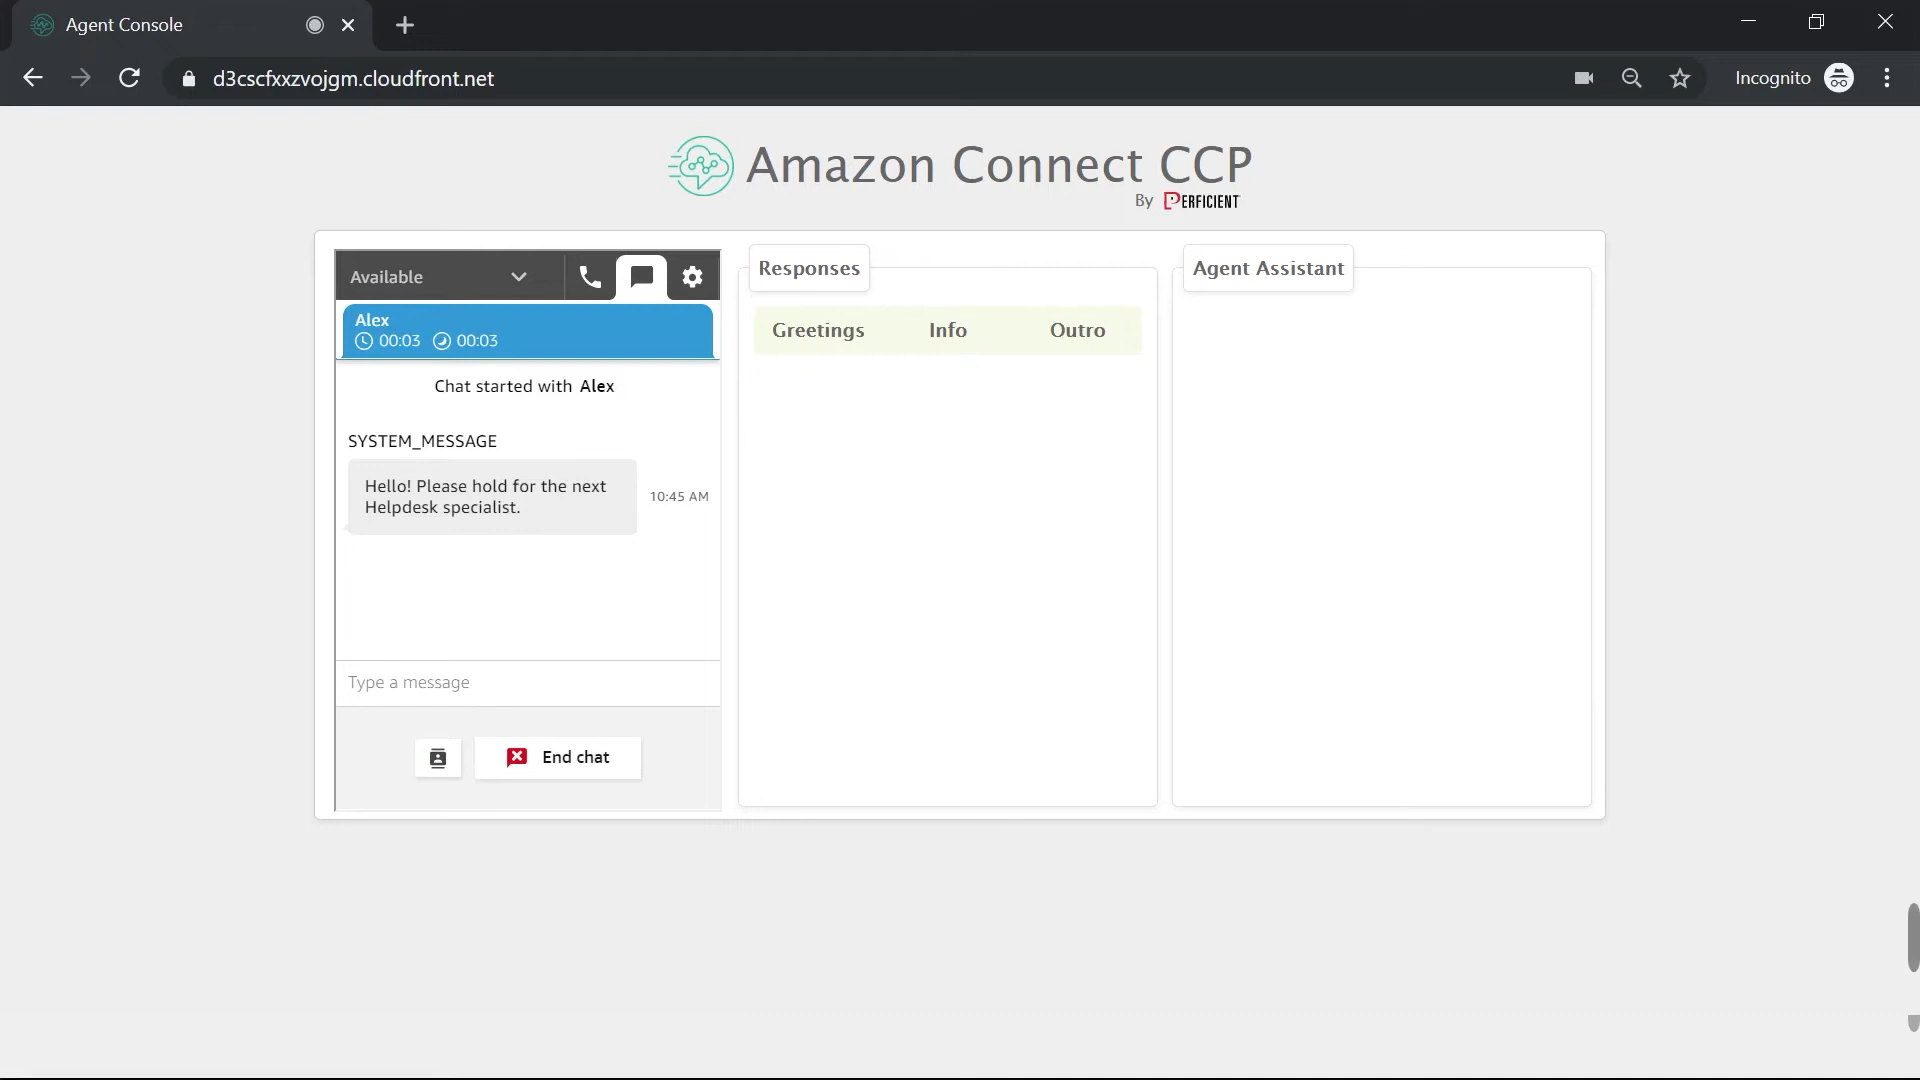 Agent Console
d3cscfxxzvojgm.cloudfront.net
Incognito
Amazon Connect CCP
By PERFICIENT
Available
Alex
00:03 00:03
Chat started with Alex
SYSTEM_MESSAGE
Hello! Please hold for the next
Helpdesk specialist.
10:45 AM
Type a message
End chat
Responses
Greetings Info Outro
Agent Assistant